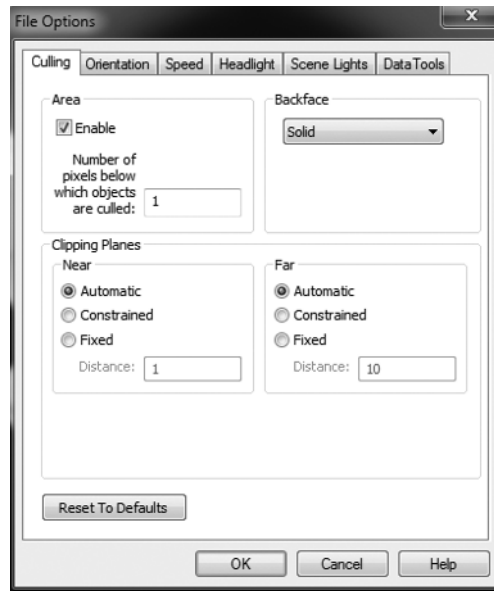 File Options
x
Culling Orientation Speed Headlight Scene Lights DataTools
Area
Enable
Number of
pixels below
which objects
are culled:
1
Backface
Solid
Clipping Planes
Near
Automatic
Constrained
Fixed
Distance: 1
Far
Automatic
Constrained
Fixed
Distance: 10
Reset To Defaults
OK Cancel Help